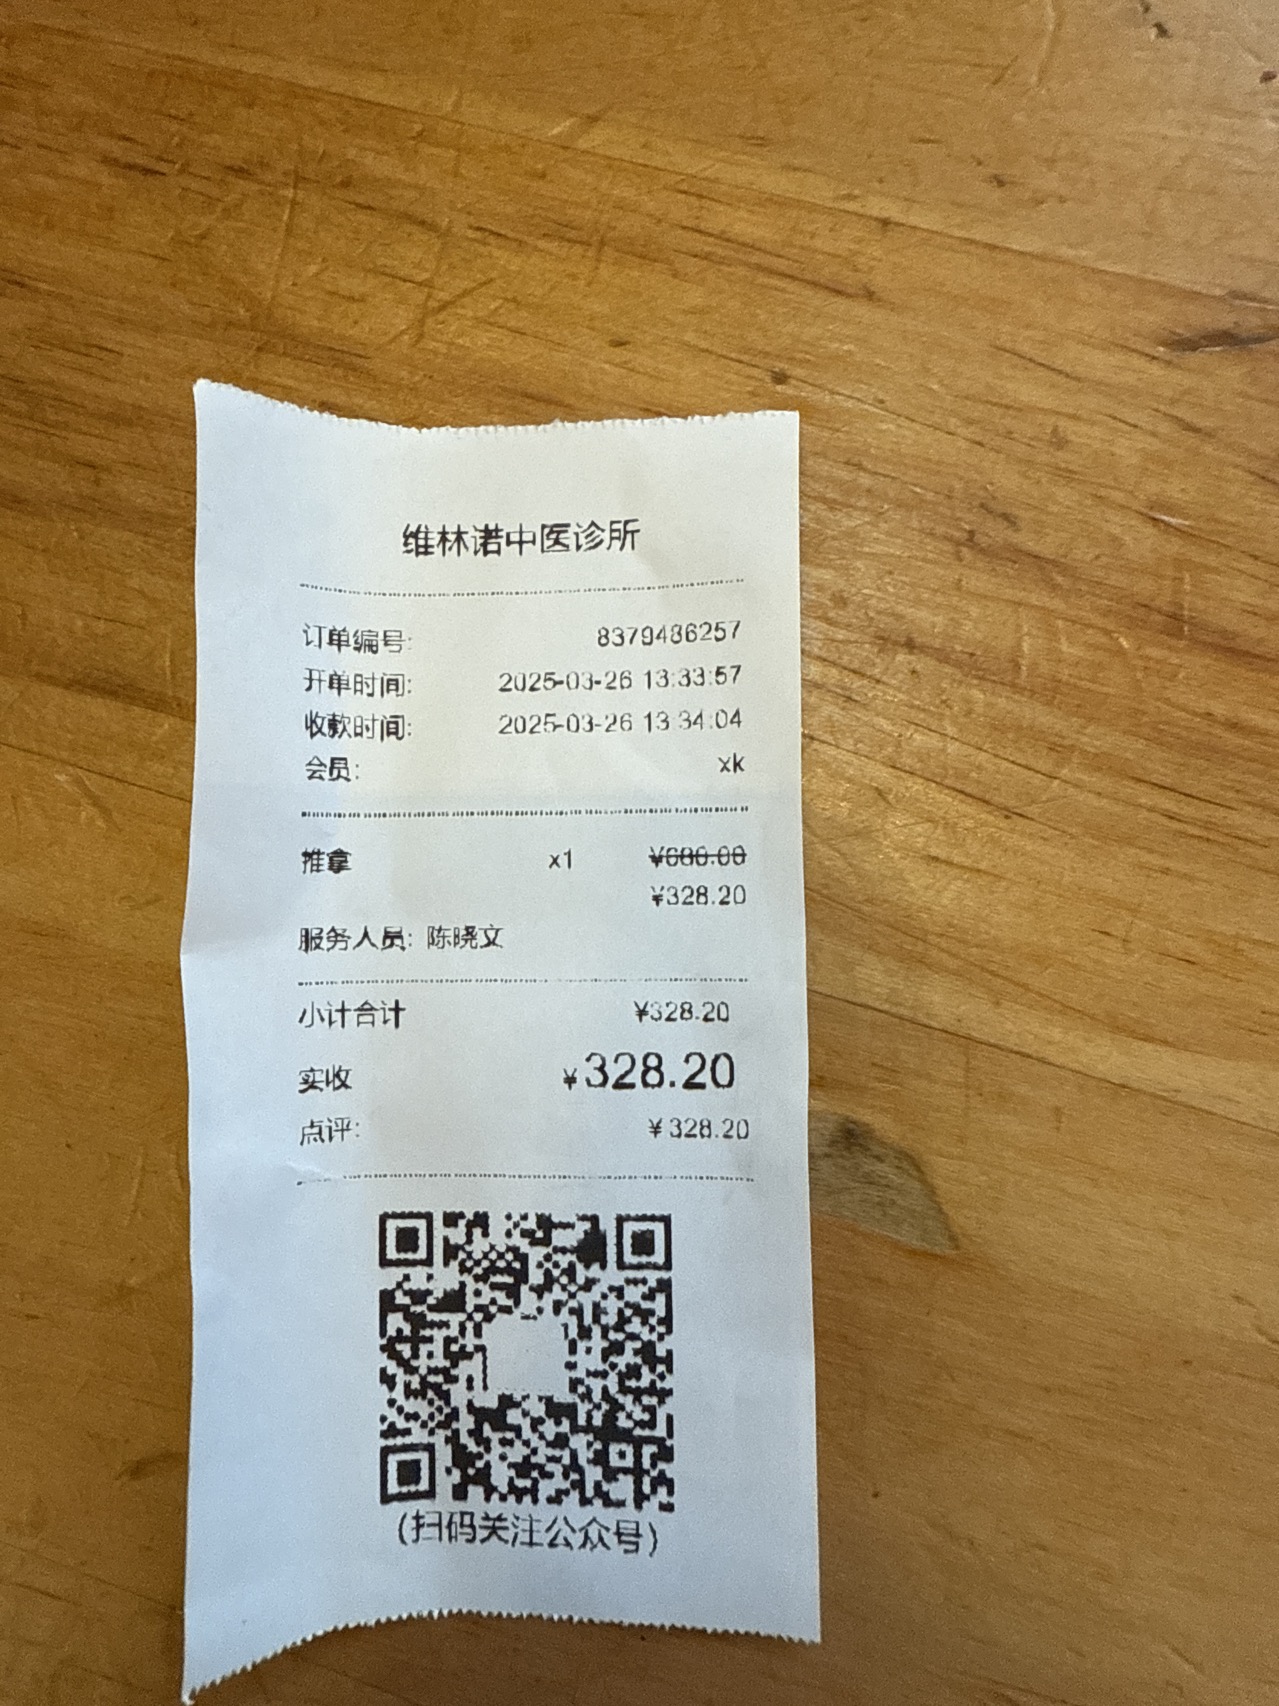 维林诺中医诊所
订单编号: 8379486257
开单时间: 2025-03-26 13:33:57
收款时间: 2025-03-26 13:34:04
会员: xk
推拿 x1
¥328.20
服务人员: 陈晓文
小计合计 ¥328.20
实收 ¥328.20
点评: ¥328.20
(扫码关注公众号)